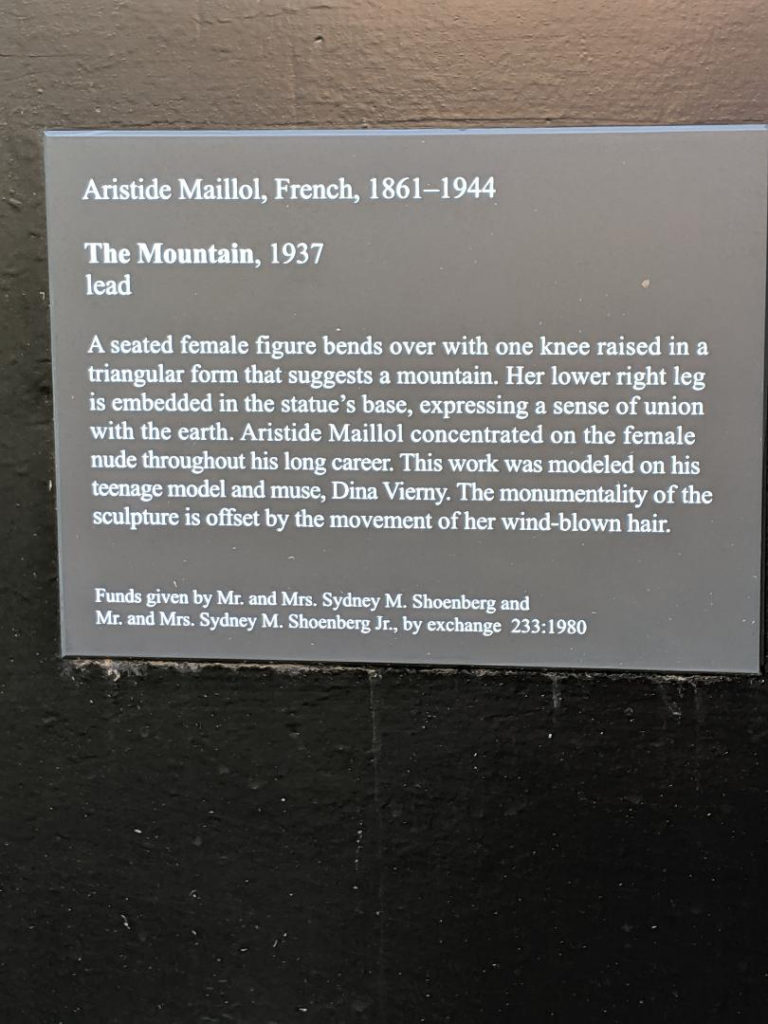 Aristide Maillol, French, 1861–1944
The Mountain, 1937
lead
A seated female figure bends over with one knee raised in a
triangular form that suggests a mountain. Her lower right leg
is embedded in the statue’s base, expressing a sense of union
with the earth. Aristide Maillol concentrated on the female
nude throughout his long career. This work was modeled on his
teenage model and muse, Dina Vierny. The monumentality of the
sculpture is offset by the movement of her wind-blown hair.
Funds given by Mr. and Mrs. Sydney M. Shoenberg and
Mr. and Mrs. Sydney M. Shoenberg Jr., by exchange 233:1980